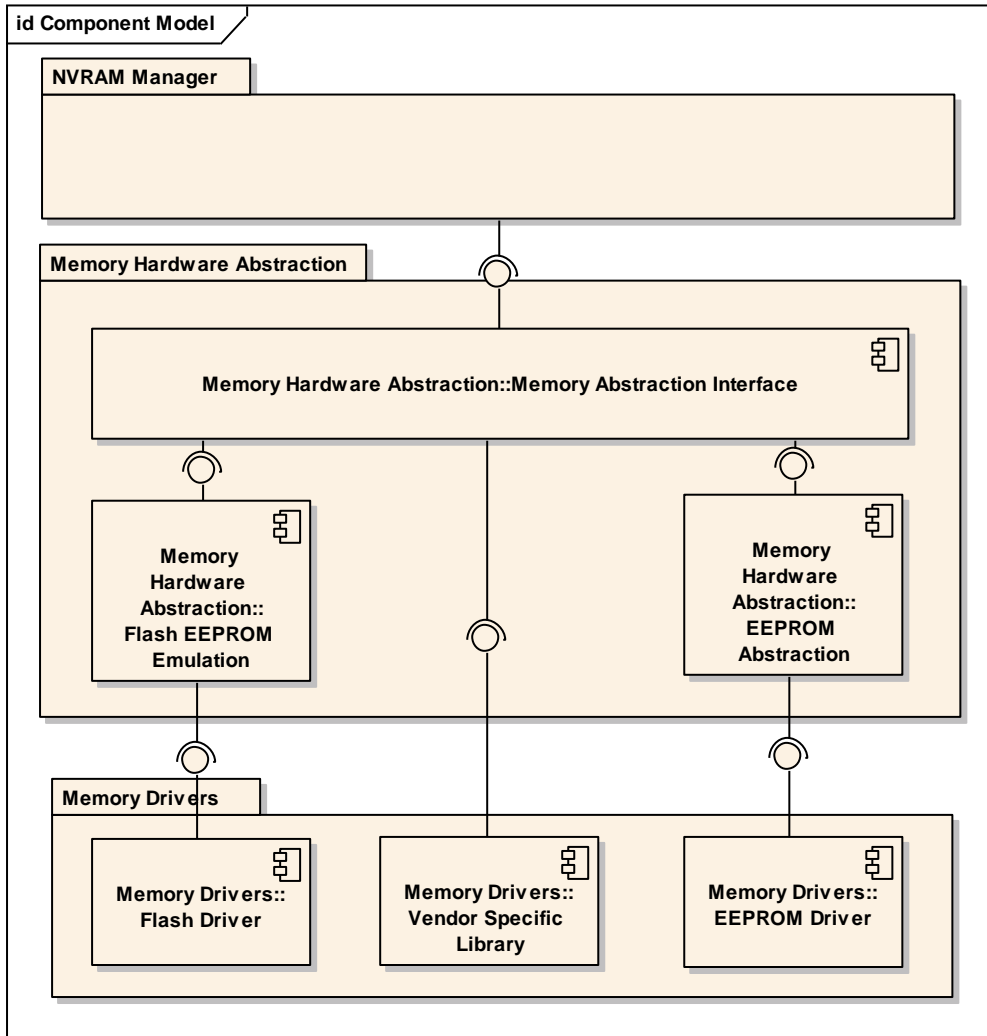 id Component Model
NVRAM Manager
Memory Hardware Abstraction
Memory Hardware Abstraction::Memory Abstraction Interface
Memory
Hardware
Abstraction::
Flash EEPROM
Emulation
Memory
Hardware
Abstraction::
EEPROM
Abstraction
Memory Drivers
Memory Drivers::
Flash Driver
Memory Drivers::
Vendor Specific
Library
Memory Drivers::
EEPROM Driver